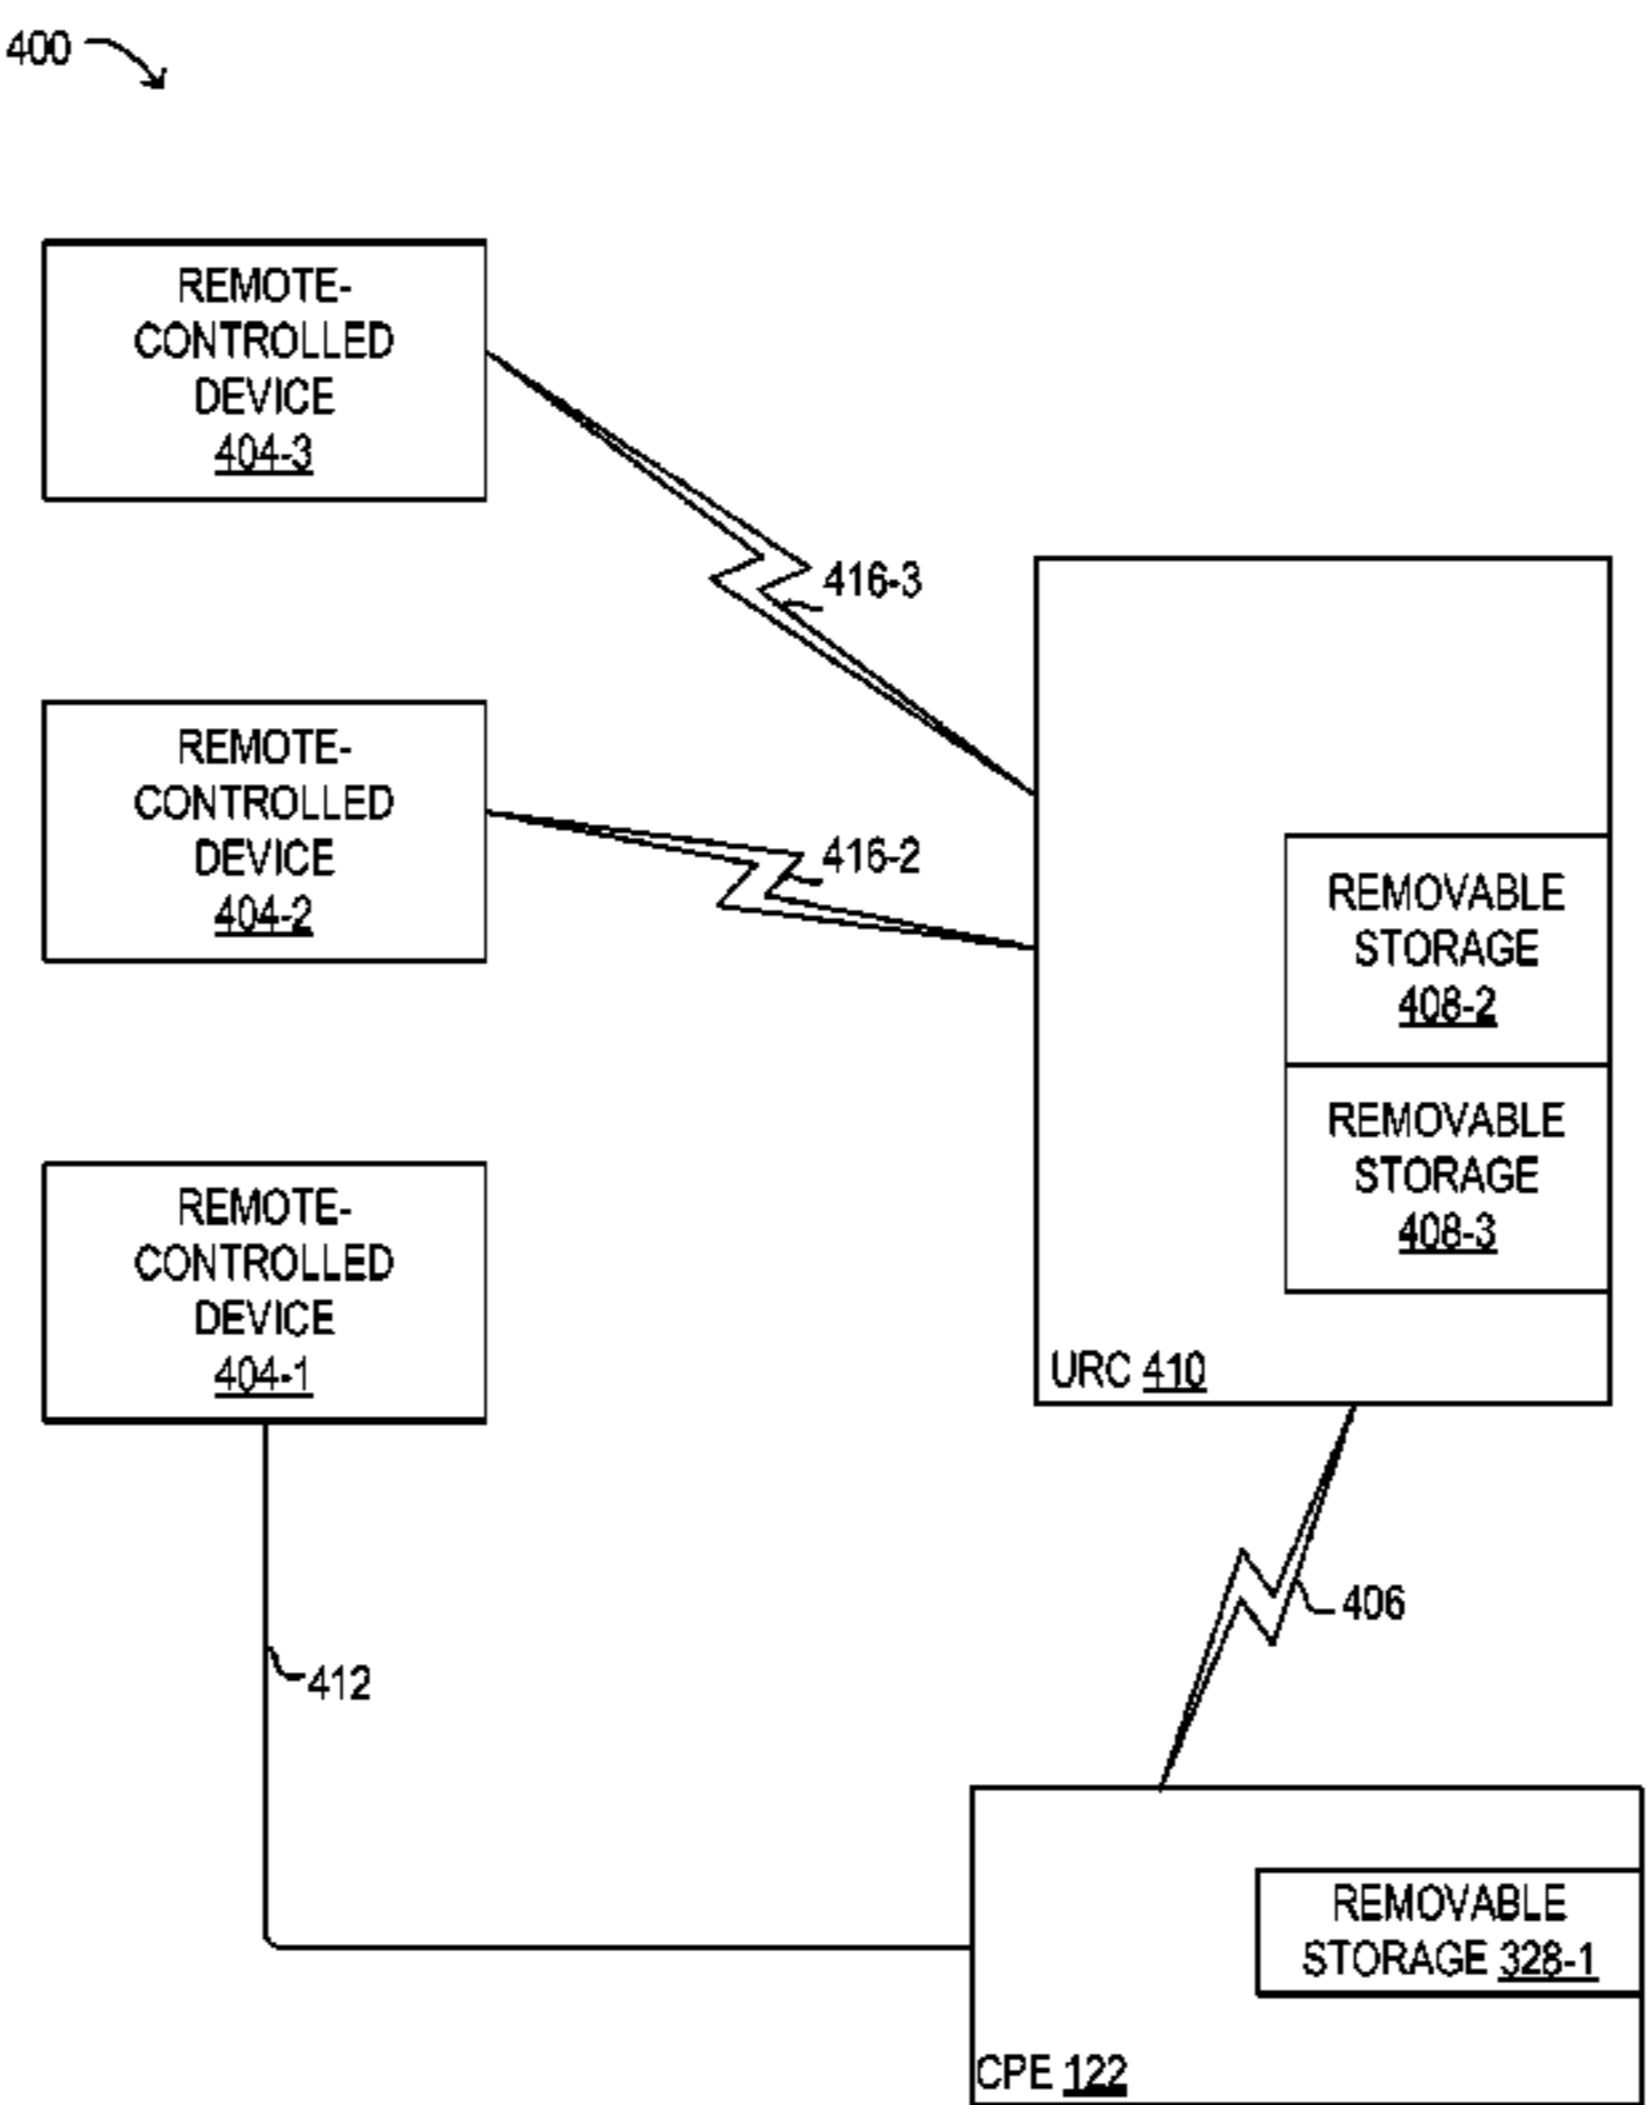 400
REMOTE-
CONTROLLED
DEVICE
404-3
416-3
REMOTE-
CONTROLLED
DEVICE
404-2
416-2
REMOVABLE
STORAGE
408-2
REMOVABLE
STORAGE
408-3
REMOTE-
CONTROLLED
DEVICE
404-1
URC 410
406
412
REMOVABLE
STORAGE 328-1
CPE 122